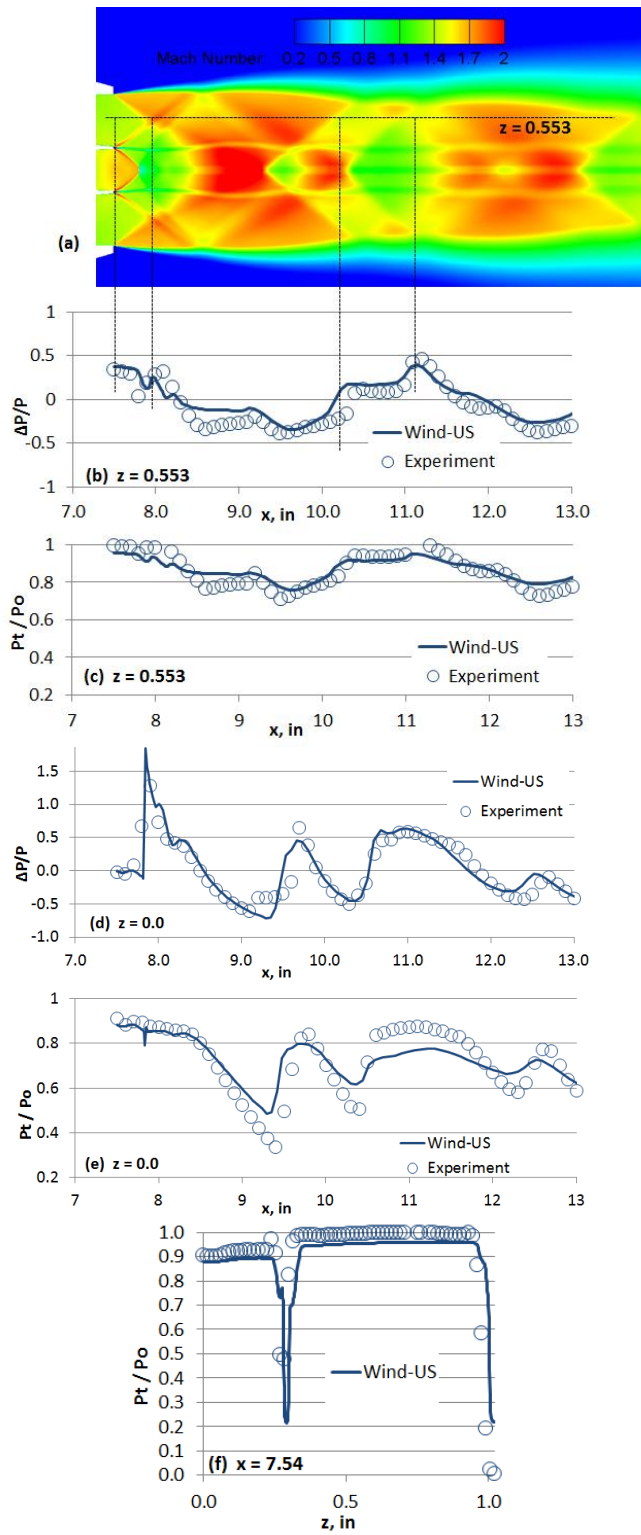 Mach Number
0.2 0.5 0.8 1.1 1.4 1.7 2
z = 0.553
(a)
1
0.5
0
-0.5
-1
ΔP/P
Wind-US
Experiment
(b) z = 0.553
7.0 8.0 9.0 10.0 11.0 12.0 13.0
x, in
1
0.8
0.6
0.4
0.2
Pt / Po
Wind-US
Experiment
(c) z = 0.553
7 8 9 10 11 12 13
x, in
1.5
1.0
0.5
0.0
-0.5
-1.0
ΔP/P
Wind-US
Experiment
(d) z = 0.0
7.0 8.0 9.0 10.0 11.0 12.0 13.0
x, in
1
0.8
0.6
0.4
0.2
Pt / Po
Wind-US
Experiment
(e) z = 0.0
7 8 9 10 11 12 13
x, in
1.0
0.9
0.8
0.7
0.6
0.5
0.4
0.3
0.2
0.1
0.0
Pt / Po
Wind-US
(f) x = 7.54
0.0 0.5 1.0
z, in